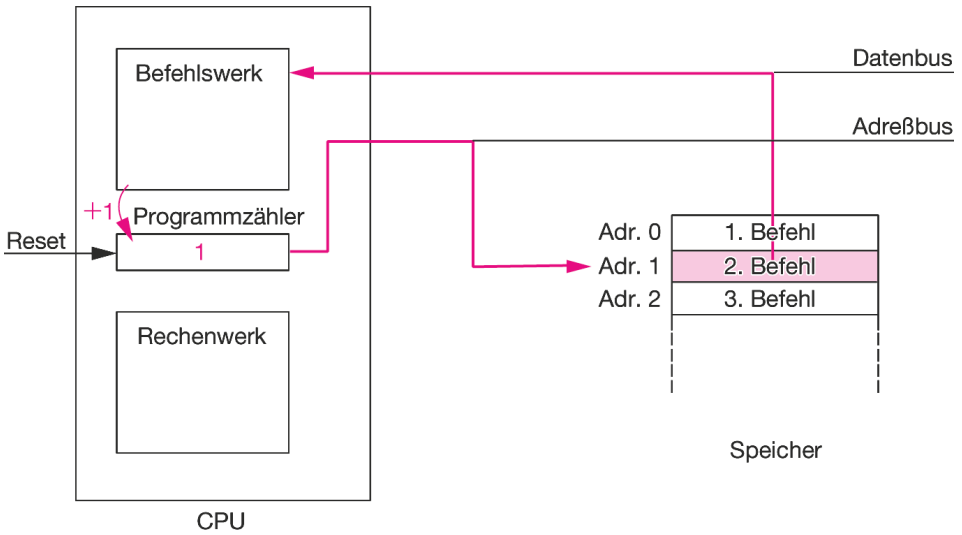 Befehlswerk
Datenbus
Adreßbus
+1
Programmzähler
Reset
1
Adr. 0 1. Befehl
Adr. 1 2. Befehl
Adr. 2 3. Befehl
Rechenwerk
Speicher
CPU